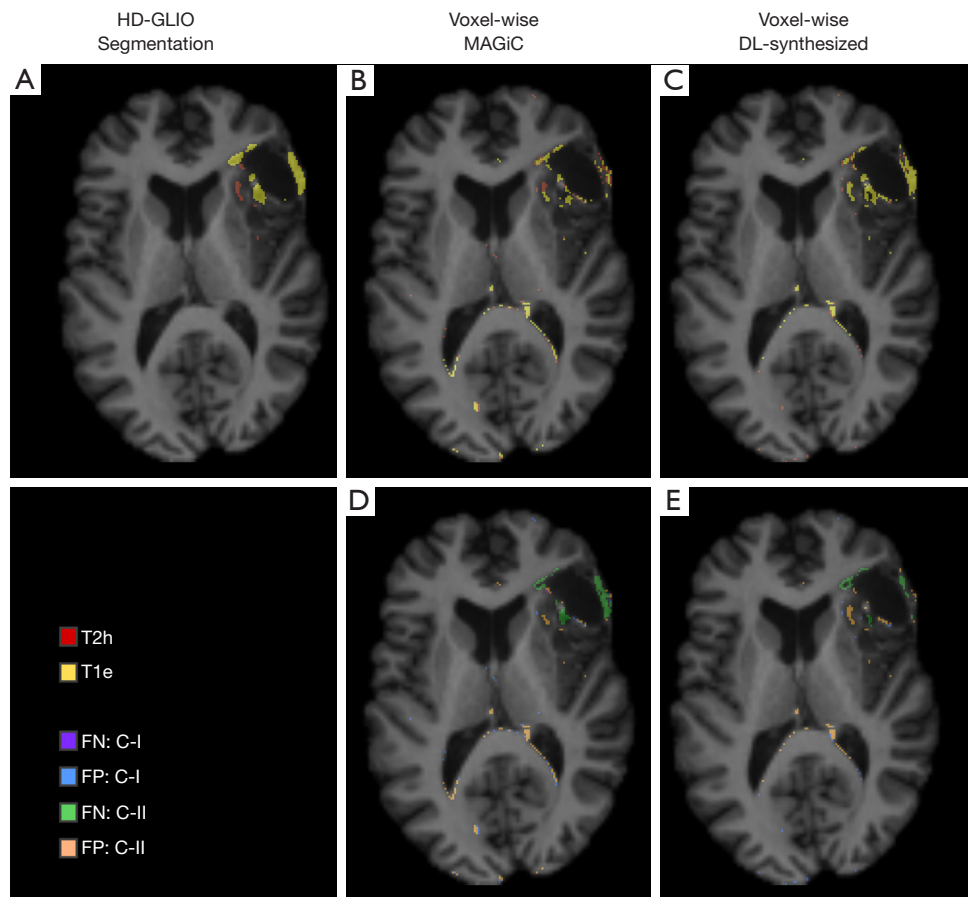 HD-GLIO
Segmentation
Voxel-wise
MAGiC
Voxel-wise
DL-synthesized
A
B
C
D
E
T2h
T1e
FN: C-I
FP: C-I
FN: C-II
FP: C-II